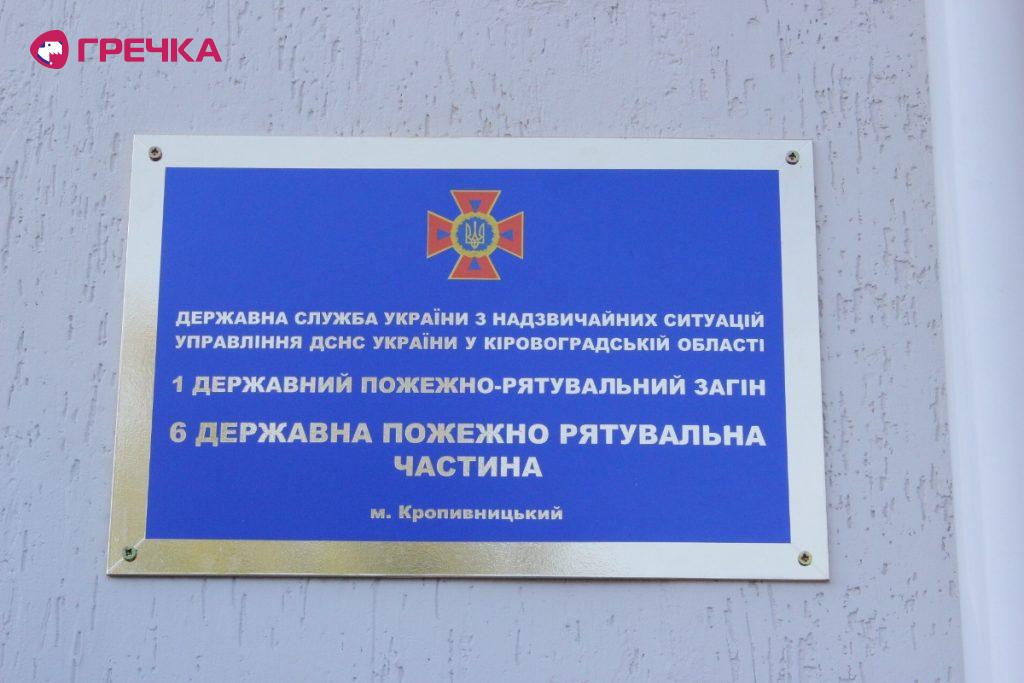 ГРЕЧКА
ДЕРЖАВНА СЛУЖБА УКРАЇНИ З НАДЗВИЧАЙНИХ СИТУАЦІЙ
УПРАВЛІННЯ ДСНС УКРАЇНИ У КІРОВОГРАДСЬКІЙ ОБЛАСТІ
1 ДЕРЖАВНИЙ ПОЖЕЖНО-РЯТУВАЛЬНИЙ ЗАГІН
6 ДЕРЖАВНА ПОЖЕЖНО РЯТУВАЛЬНА
ЧАСТИНА
м. Кропивницький